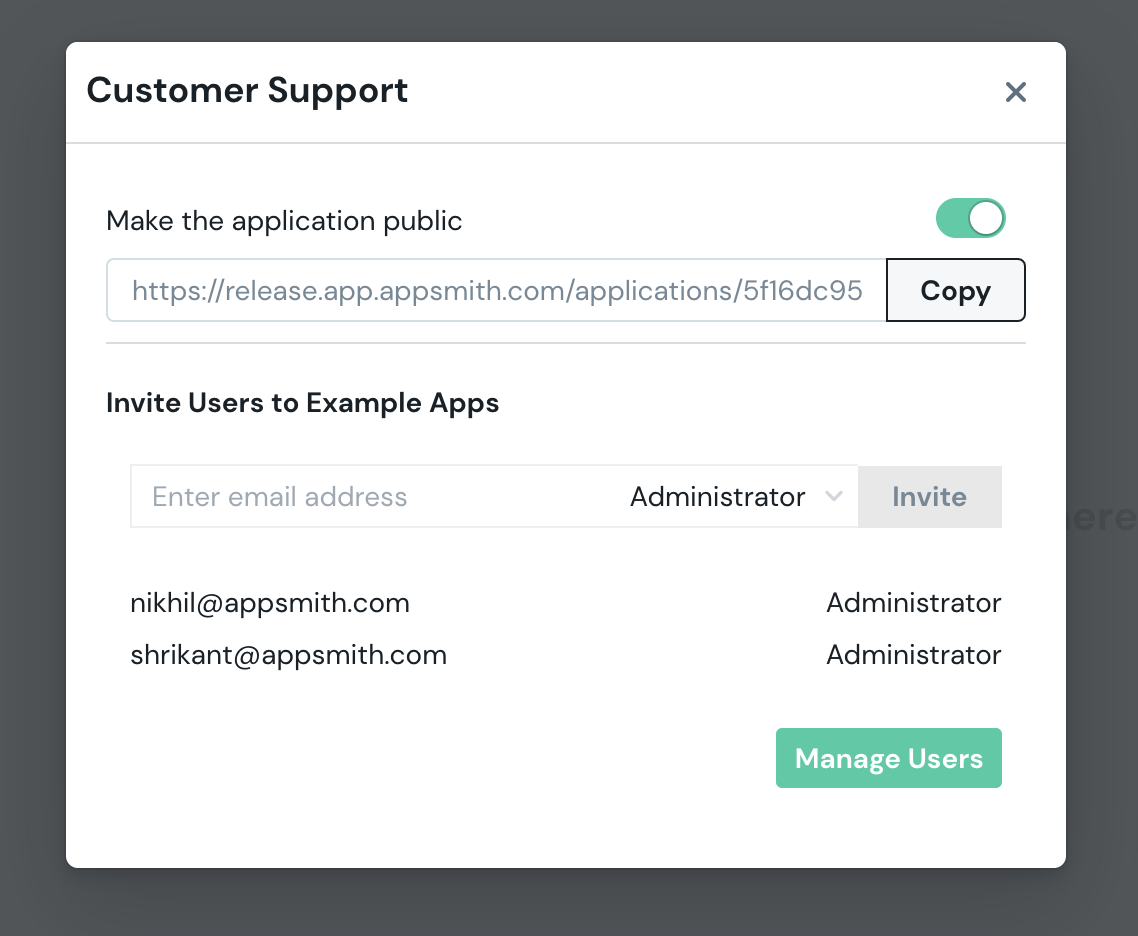 Customer Support
Make the application public
https://release.app.appsmith.com/applications/5f16dc95
Copy
Invite Users to Example Apps
Enter email address
Administrator
Invite
nikhil@appsmith.com
Administrator
shrikant@appsmith.com
Administrator
Manage Users